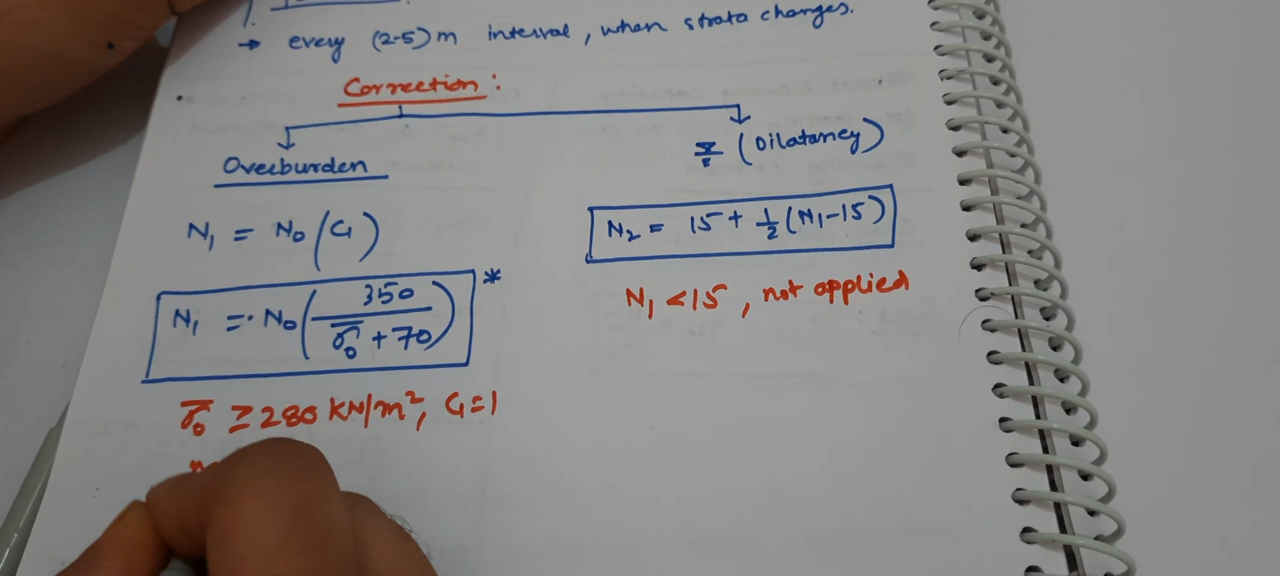 → every (2-5) m interval, when strata changes.
Correction:
Overburden
(Dilatancy)
N₁ = N₀ (C₁)
N₂ = 15 + 1/2 (N₁-15)
N₁ < 15, not applied
N₁ = N₀ (350 / σ̄₀ + 70) *
σ̄₀ ≥ 280 KN/m², C₁ = 1